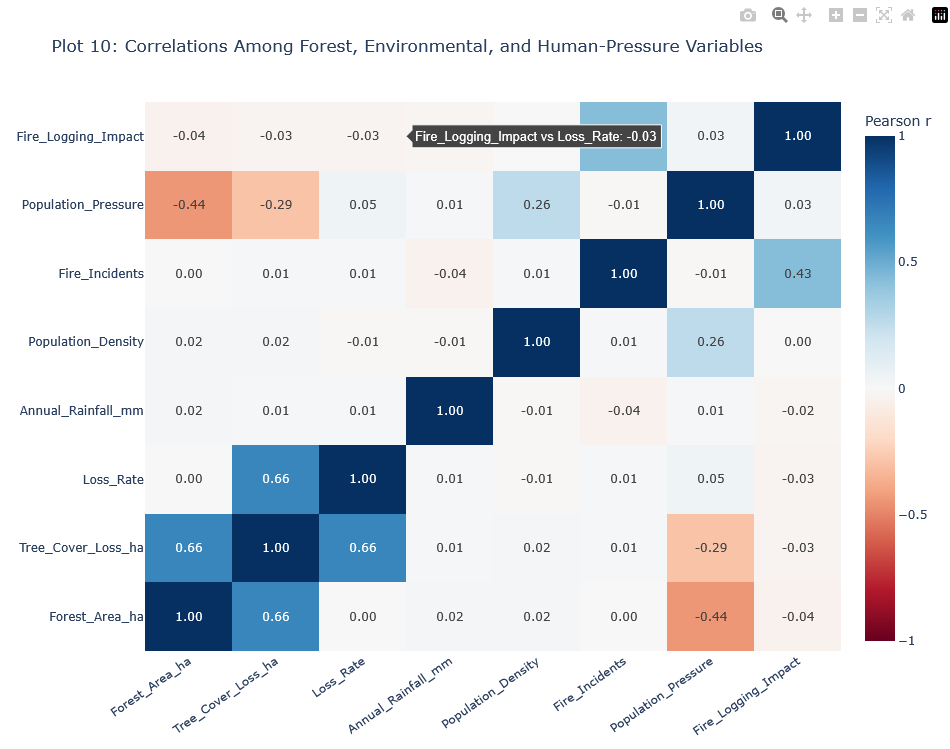 Plot 10: Correlations Among Forest, Environmental, and Human-Pressure Variables
Pearson r
Fire_Logging_Impact -0.04 -0.03 -0.03 Fire_Logging_Impact vs Loss_Rate: -0.03 0.03 1.00
Population_Pressure -0.44 -0.29 0.05 0.01 0.26 -0.01 1.00 0.03
Fire_Incidents 0.00 0.01 0.01 -0.04 0.01 1.00 -0.01 0.43
Population_Density 0.02 0.02 -0.01 -0.01 1.00 0.01 0.26 0.00
Annual_Rainfall_mm 0.02 0.01 0.01 1.00 -0.01 -0.04 0.01 -0.02
Loss_Rate 0.00 0.66 1.00 0.01 -0.01 0.01 0.05 -0.03
Tree_Cover_Loss_ha 0.66 1.00 0.66 0.01 0.02 0.01 -0.29 -0.03
Forest_Area_ha 1.00 0.66 0.00 0.02 0.02 0.00 -0.44 -0.04
Forest_Area_ha
Tree_Cover_Loss_ha
Loss_Rate
Annual_Rainfall_mm
Population_Density
Fire_Incidents
Population_Pressure
Fire_Logging_Impact
1
0.5
0
−0.5
−1